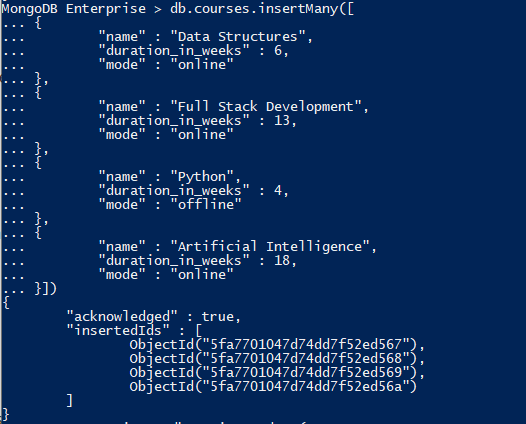 MongoDB Enterprise > db.courses.insertMany([
... {
... "name" : "Data Structures",
... "duration_in_weeks" : 6,
... "mode" : "online"
... },
... {
... "name" : "Full Stack Development",
... "duration_in_weeks" : 13,
... "mode" : "online"
... },
... {
... "name" : "Python",
... "duration_in_weeks" : 4,
... "mode" : "offline"
... },
... {
... "name" : "Artificial Intelligence",
... "duration_in_weeks" : 18,
... "mode" : "online"
... }])
{
"acknowledged" : true,
"insertedIds" : [
ObjectId("5fa7701047d74dd7f52ed567"),
ObjectId("5fa7701047d74dd7f52ed568"),
ObjectId("5fa7701047d74dd7f52ed569"),
ObjectId("5fa7701047d74dd7f52ed56a")
]
}